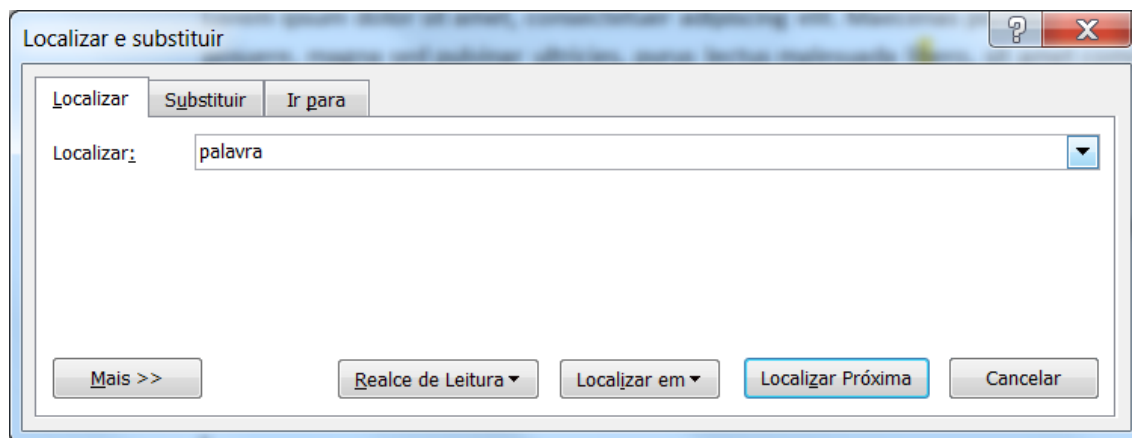 Localizar e substituir
Localizar Substituir Ir para
Localizar: palavra
Mais >> Realce de Leitura Localizar em Localizar Próxima Cancelar